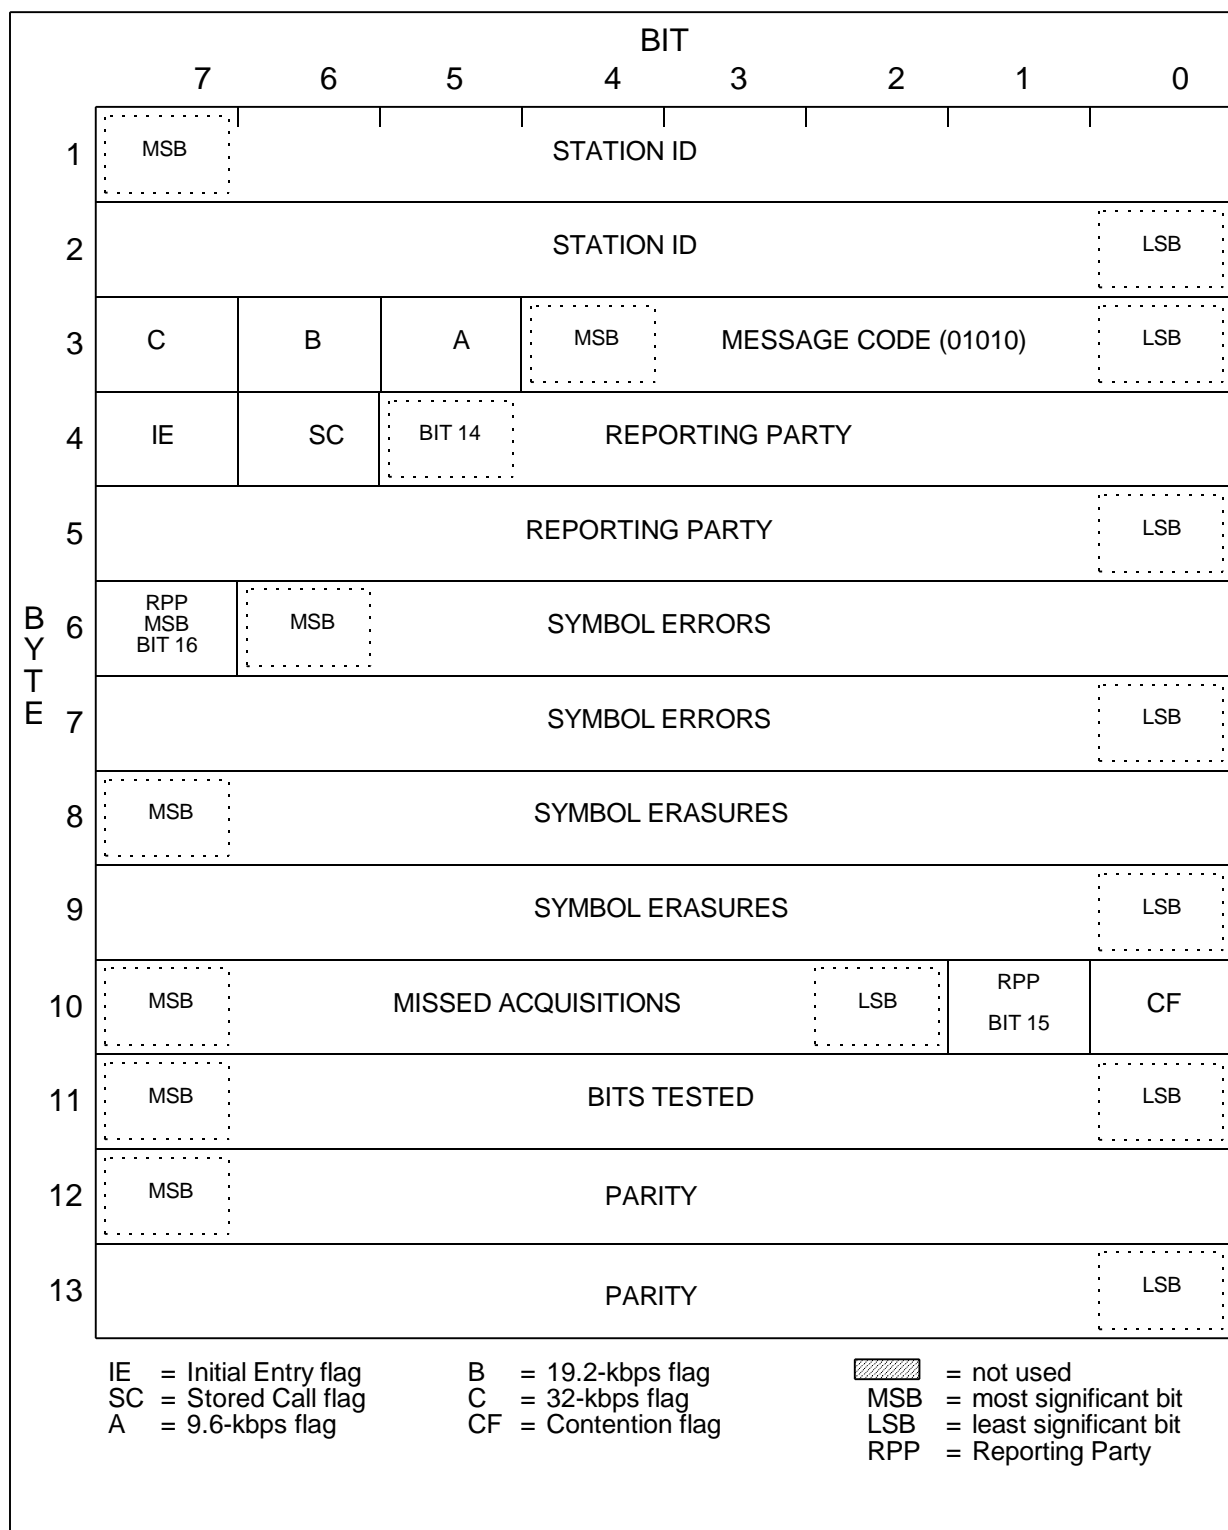 BIT
7 6 5 4 3 2 1 0
1 MSB STATION ID
2 STATION ID LSB
3 C B A MSB MESSAGE CODE (01010) LSB
4 IE SC BIT 14 REPORTING PARTY
5 REPORTING PARTY LSB
BYTE
6 RPP MSB BIT 16 MSB SYMBOL ERRORS
7 SYMBOL ERRORS LSB
8 MSB SYMBOL ERASURES
9 SYMBOL ERASURES LSB
10 MSB MISSED ACQUISITIONS LSB RPP BIT 15 CF
11 MSB BITS TESTED LSB
12 MSB PARITY
13 PARITY LSB
IE = Initial Entry flag B = 19.2-kbps flag = not used
SC = Stored Call flag C = 32-kbps flag MSB = most significant bit
A = 9.6-kbps flag CF = Contention flag LSB = least significant bit
RPP = Reporting Party